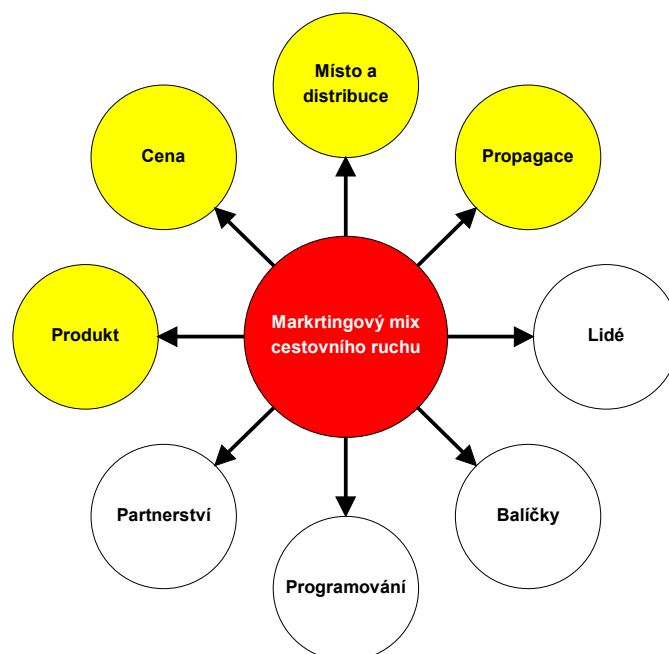 Místo a
distribuce
Cena
Propagace
Markrtingový mix
cestovního ruchu
Produkt
Lidé
Partnerství
Balíčky
Programování